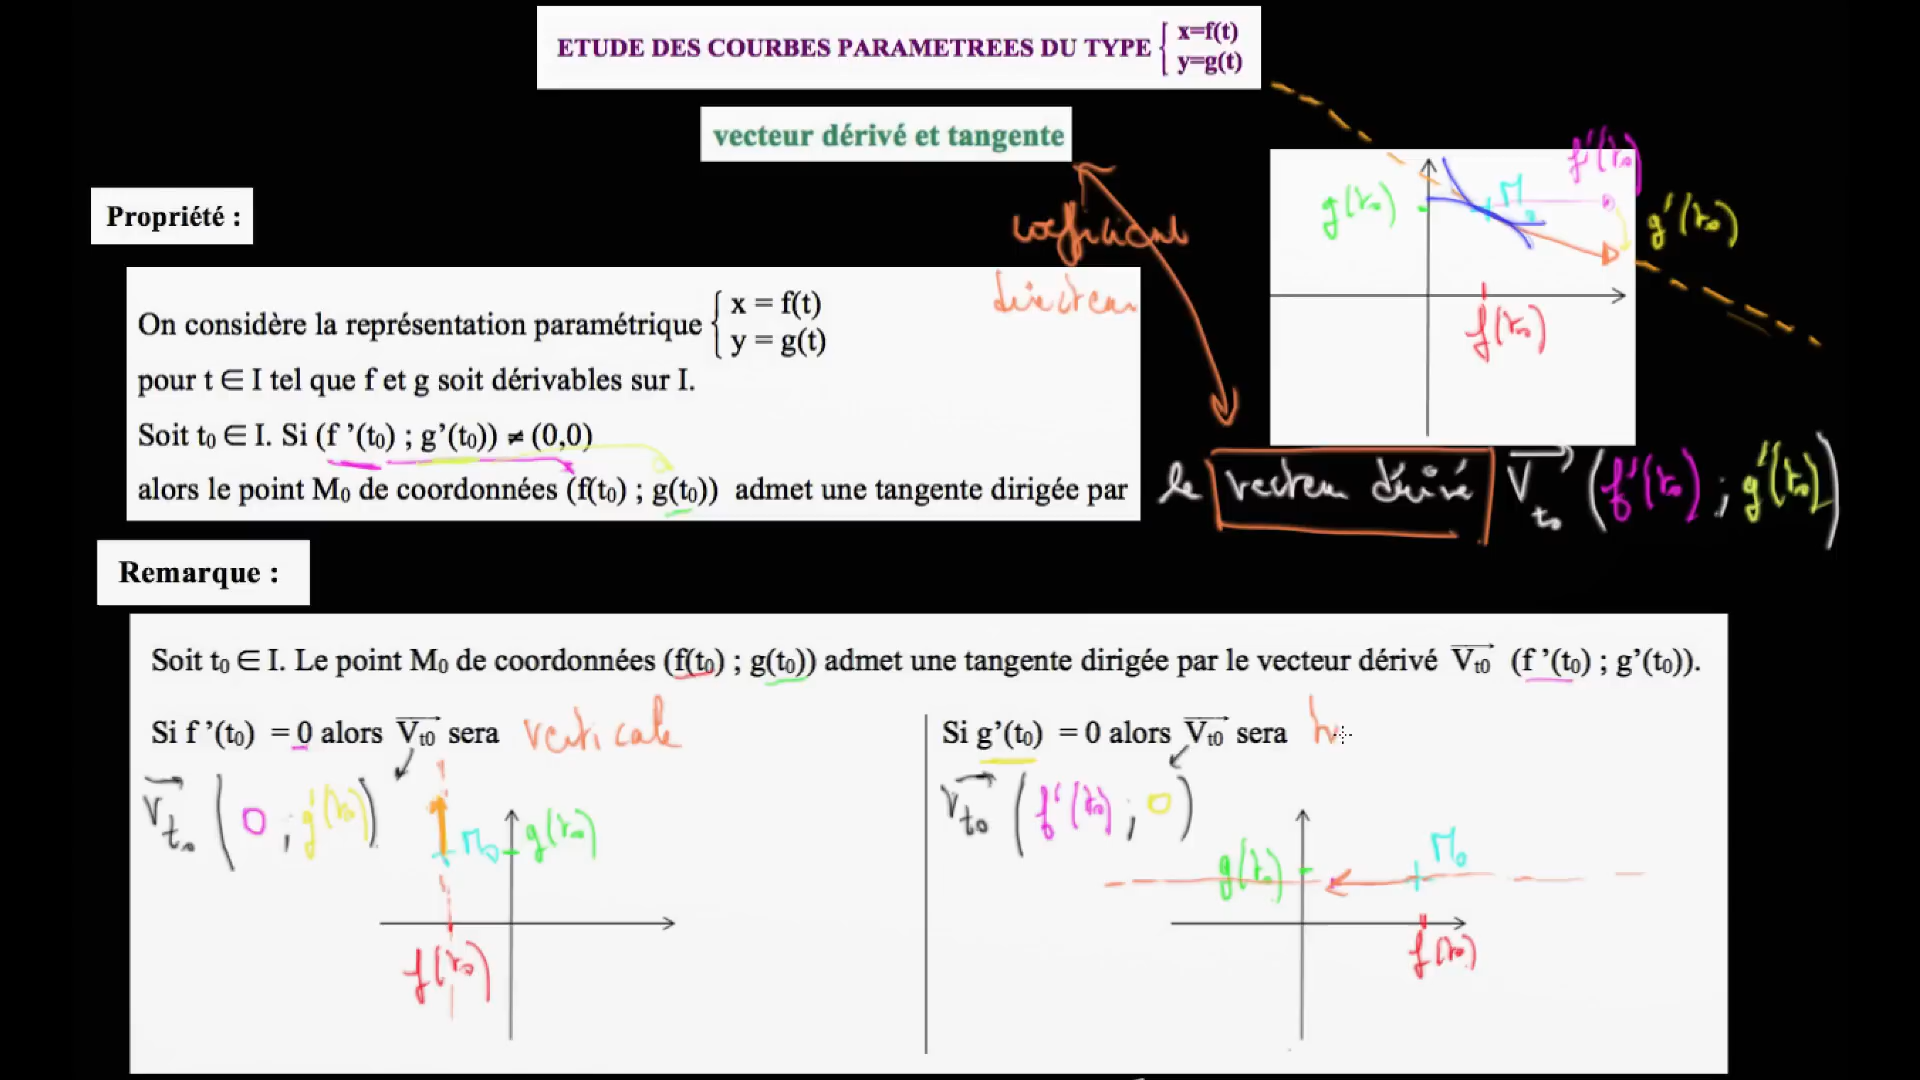 ETUDE DES COURBES PARAMETREES DU TYPE { x=f(t)
y=g(t)
vecteur dérivé et tangente
f'(t₀)
M
g(t₀)
g'(t₀)
f(t₀)
Propriété :
coefficient
directeur
On considère la représentation paramétrique { x = f(t)
y = g(t)
pour t ∈ I tel que f et g soit dérivables sur I.
Soit t₀ ∈ I. Si (f '(t₀) ; g'(t₀)) ≠ (0,0)
alors le point M₀ de coordonnées (f(t₀) ; g(t₀)) admet une tangente dirigée par le vecteur dérivé V⃗t₀ (f'(t₀) ; g'(t₀))
Remarque :
Soit t₀ ∈ I. Le point M₀ de coordonnées (f(t₀) ; g(t₀)) admet une tangente dirigée par le vecteur dérivé V⃗t0 (f '(t₀) ; g'(t₀)).
Si f '(t₀) = 0 alors V⃗t0 sera verticale
V⃗t₀ (0 ; g'(t₀))
M₀
g(t₀)
f(t₀)
Si g'(t₀) = 0 alors V⃗t0 sera
V⃗t₀ (f'(t₀) ; 0)
M₀
g(t₀)
f(t₀)